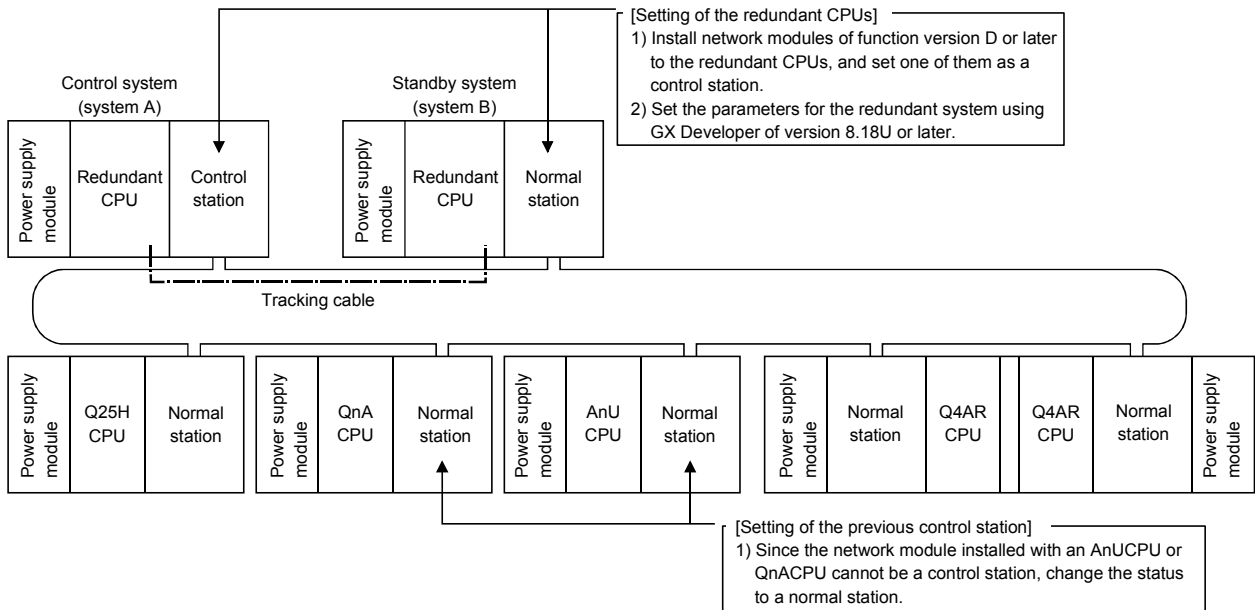 [Setting of the redundant CPUs]
1) Install network modules of function version D or later
to the redundant CPUs, and set one of them as a
control station.
2) Set the parameters for the redundant system using
GX Developer of version 8.18U or later.
Control system
(system A)
Standby system
(system B)
Power supply
module
Redundant
CPU
Control
station
Power supply
module
Redundant
CPU
Normal
station
Tracking cable
Power supply
module
Q25H
CPU
Normal
station
Power supply
module
QnA
CPU
Normal
station
Power supply
module
AnU
CPU
Normal
station
Power supply
module
Normal
station
Q4AR
CPU
Q4AR
CPU
Normal
station
Power supply
module
[Setting of the previous control station]
1) Since the network module installed with an AnUCPU or
QnACPU cannot be a control station, change the status
to a normal station.